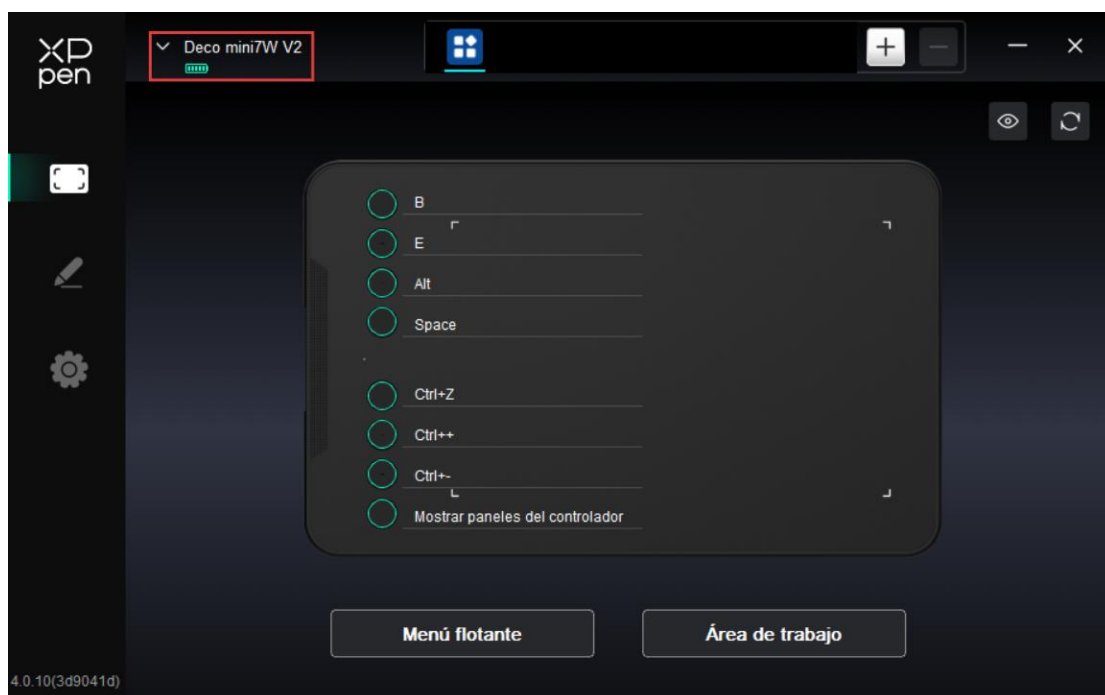 XP
pen
Deco mini7W V2
B
E
Alt
Space
Ctrl+Z
Ctrl++
Ctrl+-
Mostrar paneles del controlador
Menú flotante
Área de trabajo
4.0.10(3d9041d)